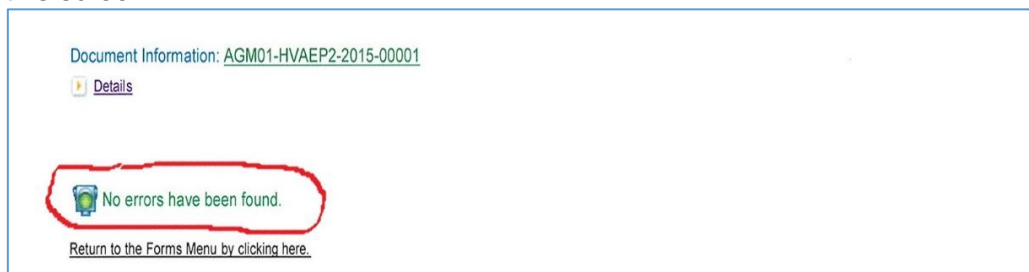 Document Information: AGM01-HVAEP2-2015-00001
Details
No errors have been found.
Return to the Forms Menu by clicking here.